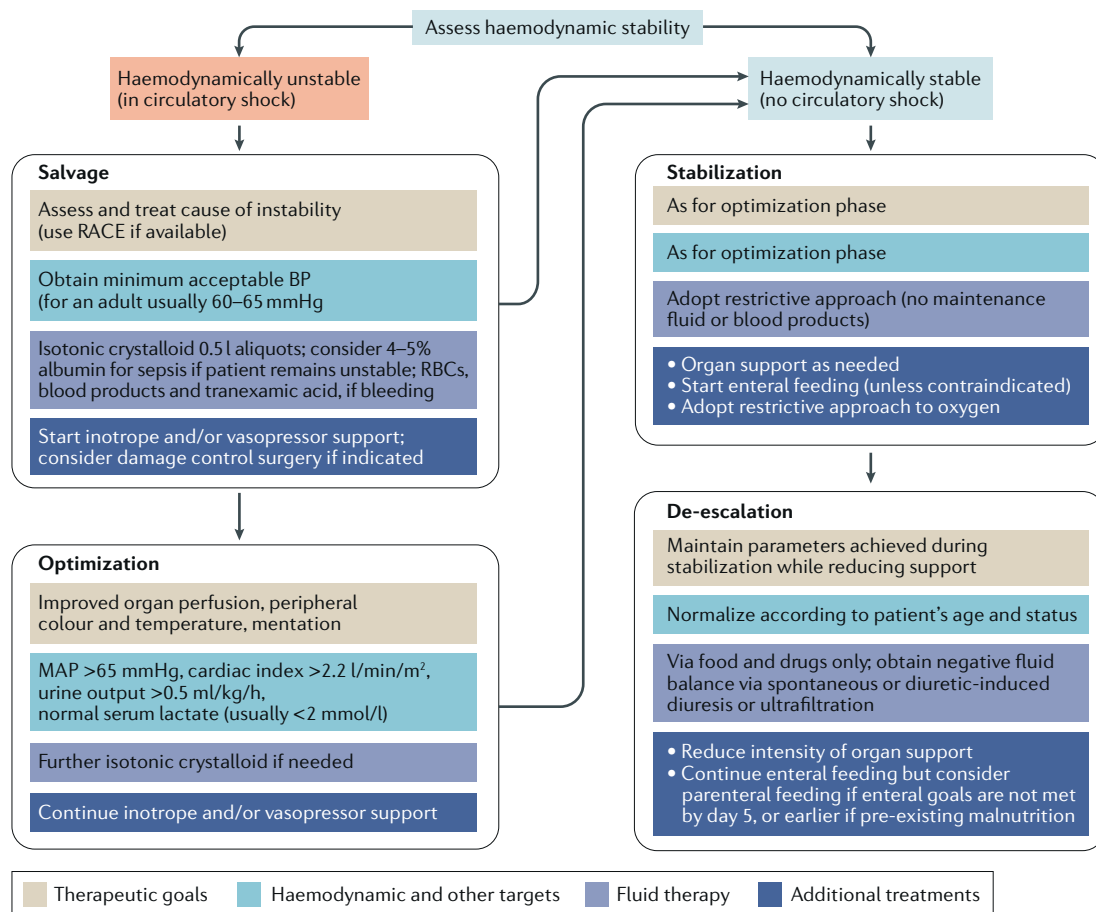 Assess haemodynamic stability
Haemodynamically unstable
(in circulatory shock)
Haemodynamically stable
(no circulatory shock)
Salvage
Assess and treat cause of instability
(use RACE if available)
Obtain minimum acceptable BP
(for an adult usually 60–65 mmHg
Isotonic crystalloid 0.5 l aliquots; consider 4–5%
albumin for sepsis if patient remains unstable; RBCs,
blood products and tranexamic acid, if bleeding
Start inotrope and/or vasopressor support;
consider damage control surgery if indicated
Optimization
Improved organ perfusion, peripheral
colour and temperature, mentation
MAP >65 mmHg, cardiac index >2.2 l/min/m²,
urine output >0.5 ml/kg/h,
normal serum lactate (usually <2 mmol/l)
Further isotonic crystalloid if needed
Continue inotrope and/or vasopressor support
Stabilization
As for optimization phase
As for optimization phase
Adopt restrictive approach (no maintenance
fluid or blood products)
• Organ support as needed
• Start enteral feeding (unless contraindicated)
• Adopt restrictive approach to oxygen
De-escalation
Maintain parameters achieved during
stabilization while reducing support
Normalize according to patient's age and status
Via food and drugs only; obtain negative fluid
balance via spontaneous or diuretic-induced
diuresis or ultrafiltration
• Reduce intensity of organ support
• Continue enteral feeding but consider
parenteral feeding if enteral goals are not met
by day 5, or earlier if pre-existing malnutrition
Therapeutic goals
Haemodynamic and other targets
Fluid therapy
Additional treatments